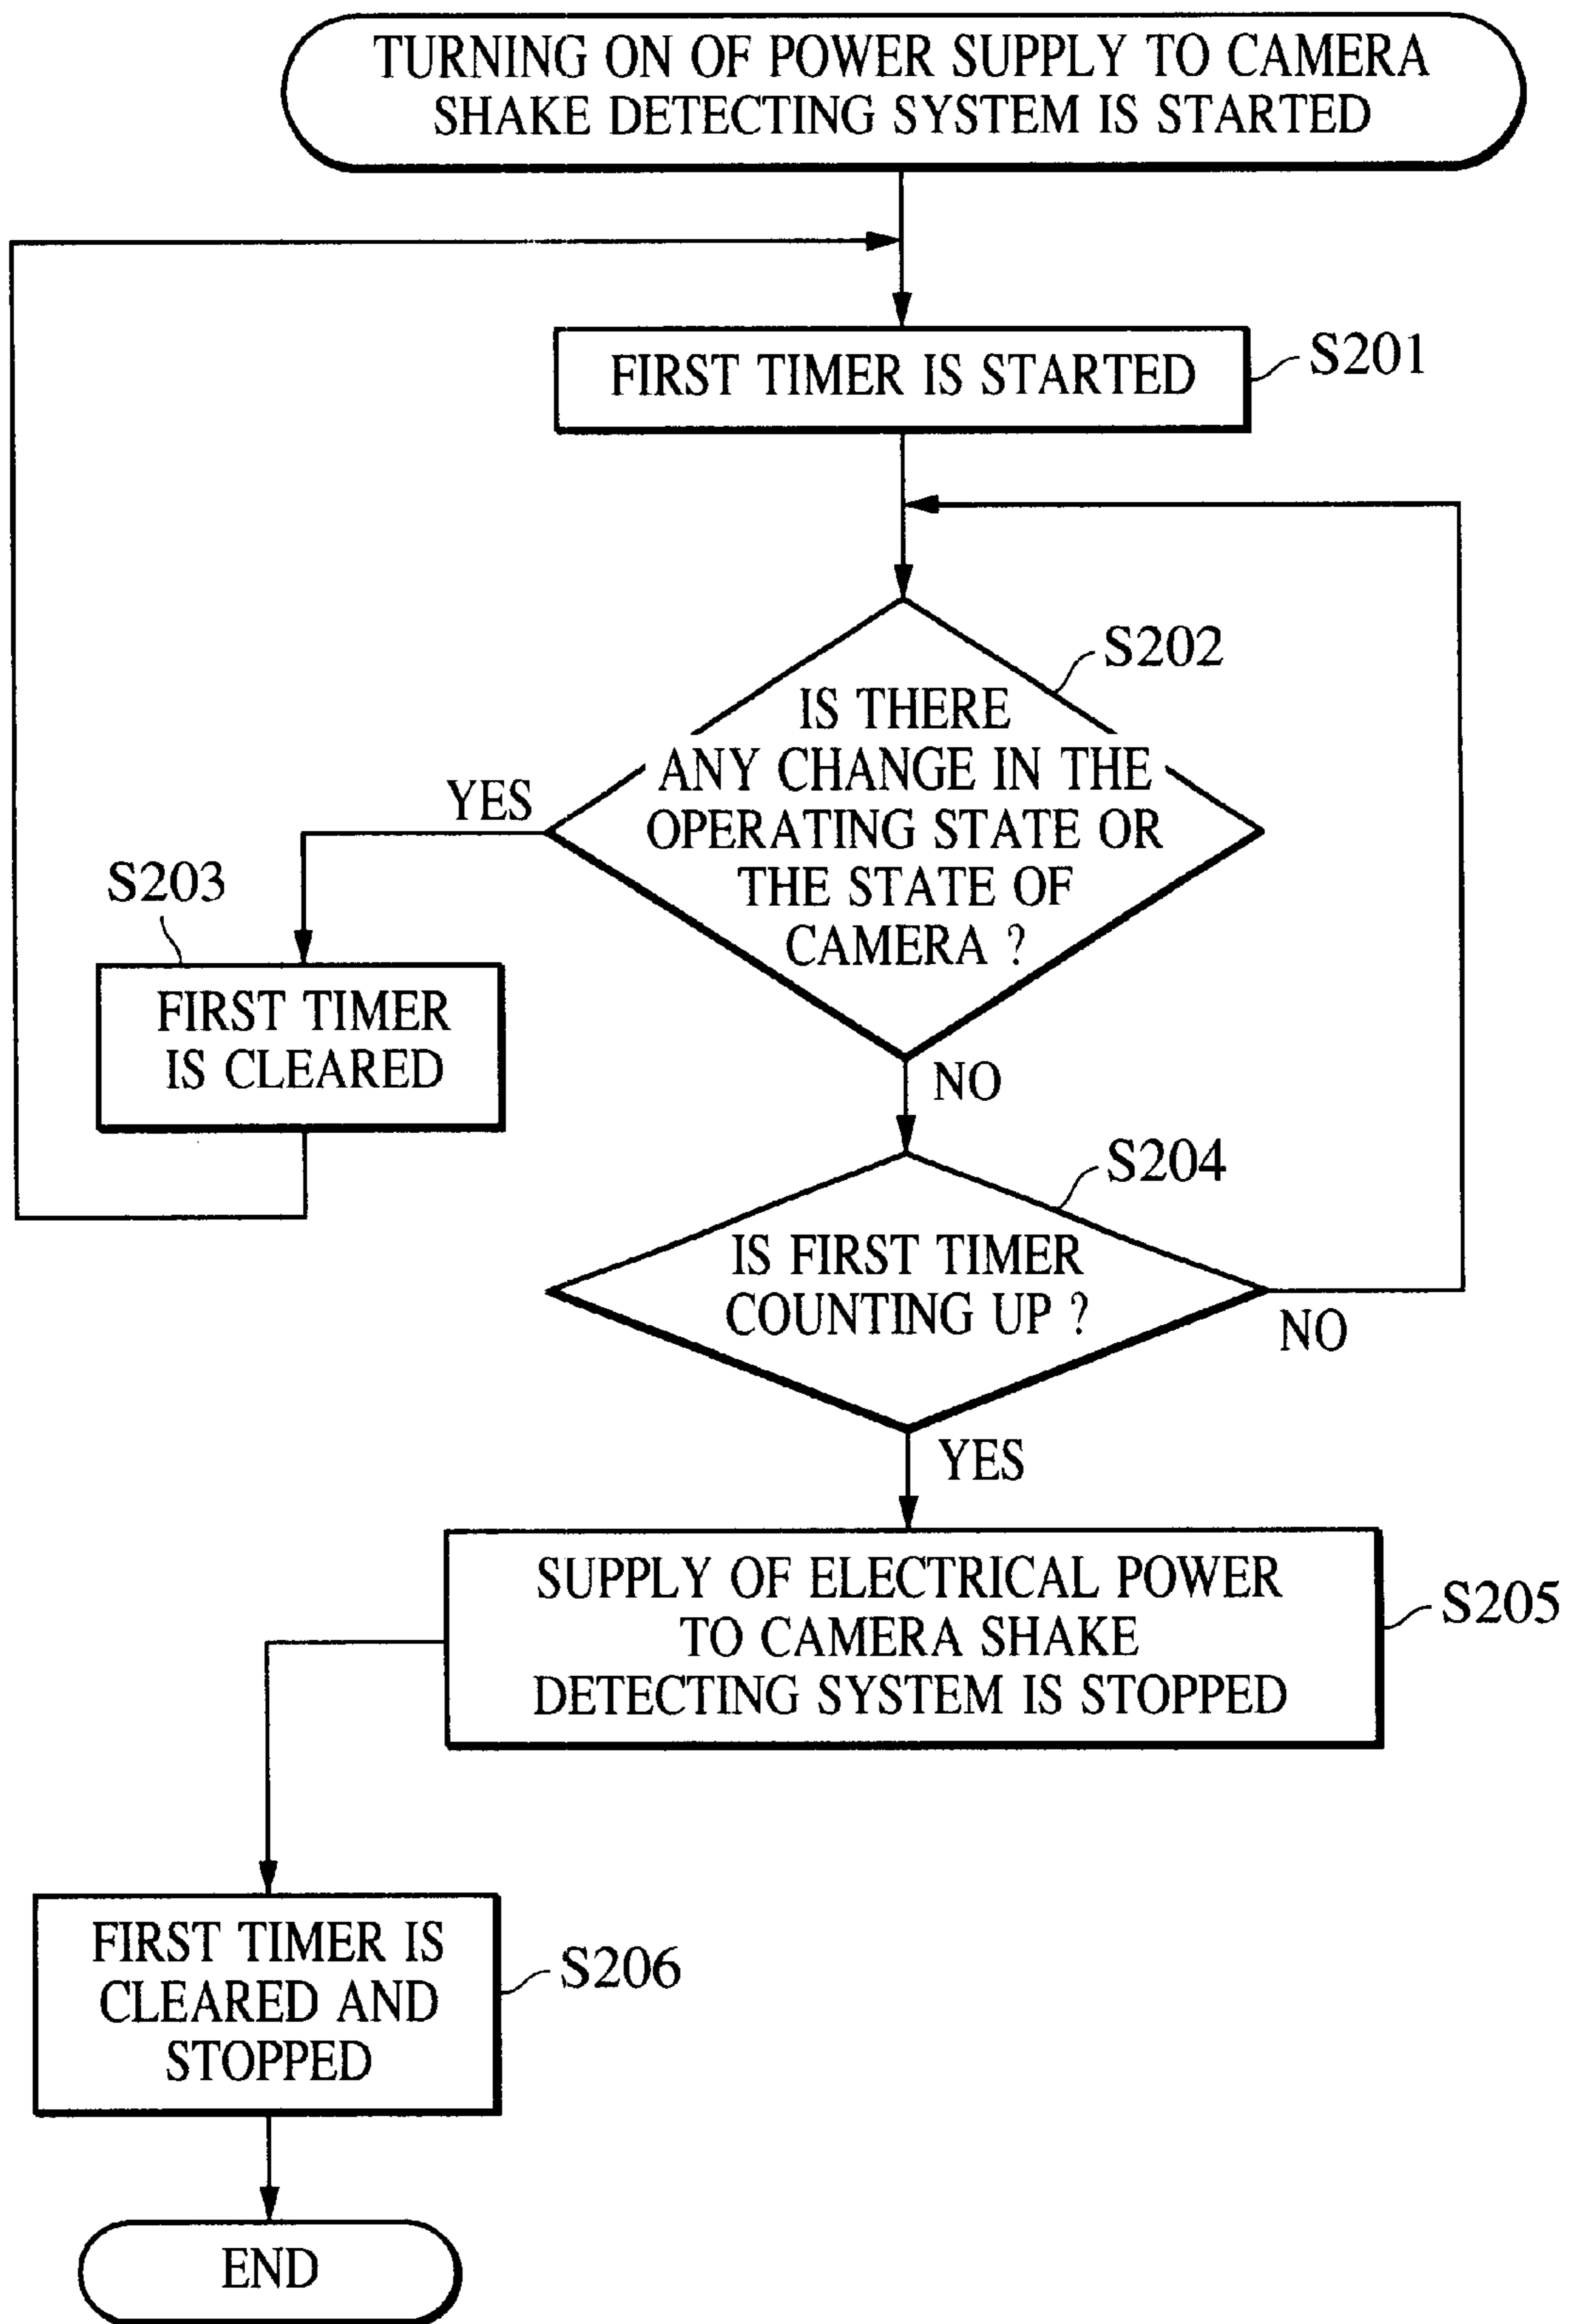 TURNING ON OF POWER SUPPLY TO CAMERA
SHAKE DETECTING SYSTEM IS STARTED
FIRST TIMER IS STARTED
S201
S202
IS THERE
ANY CHANGE IN THE
OPERATING STATE OR
THE STATE OF
CAMERA ?
YES
S203
FIRST TIMER
IS CLEARED
NO
S204
IS FIRST TIMER
COUNTING UP ?
NO
YES
SUPPLY OF ELECTRICAL POWER
TO CAMERA SHAKE
DETECTING SYSTEM IS STOPPED
S205
FIRST TIMER IS
CLEARED AND
STOPPED
S206
END